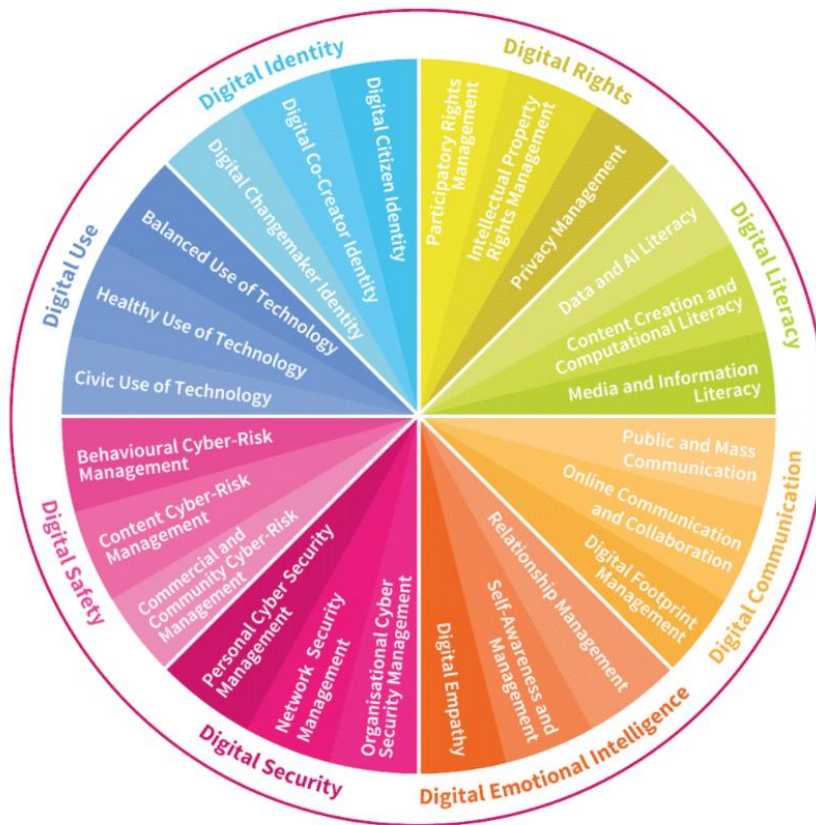 Digital Identity
Digital Changemaker Identity
Digital Co-Creator Identity
Digital Citizen Identity
Digital Rights
Participatory Rights
Management
Intellectual Property
Rights Management
Privacy Management
Digital Literacy
Data and AI Literacy
Content Creation and
Computational Literacy
Media and Information
Literacy
Digital Communication
Public and Mass
Communication
Online Communication
and Collaboration
Digital Footprint
Management
Digital Emotional Intelligence
Relationship Management
Self-Awareness and
Management
Digital Empathy
Digital Security
Organisational Cyber
Security Management
Network Security
Management
Personal Cyber Security
Management
Digital Safety
Commercial and
Community Cyber-Risk
Management
Content Cyber-Risk
Management
Behavioural Cyber-Risk
Management
Digital Use
Civic Use of Technology
Healthy Use of Technology
Balanced Use of Technology